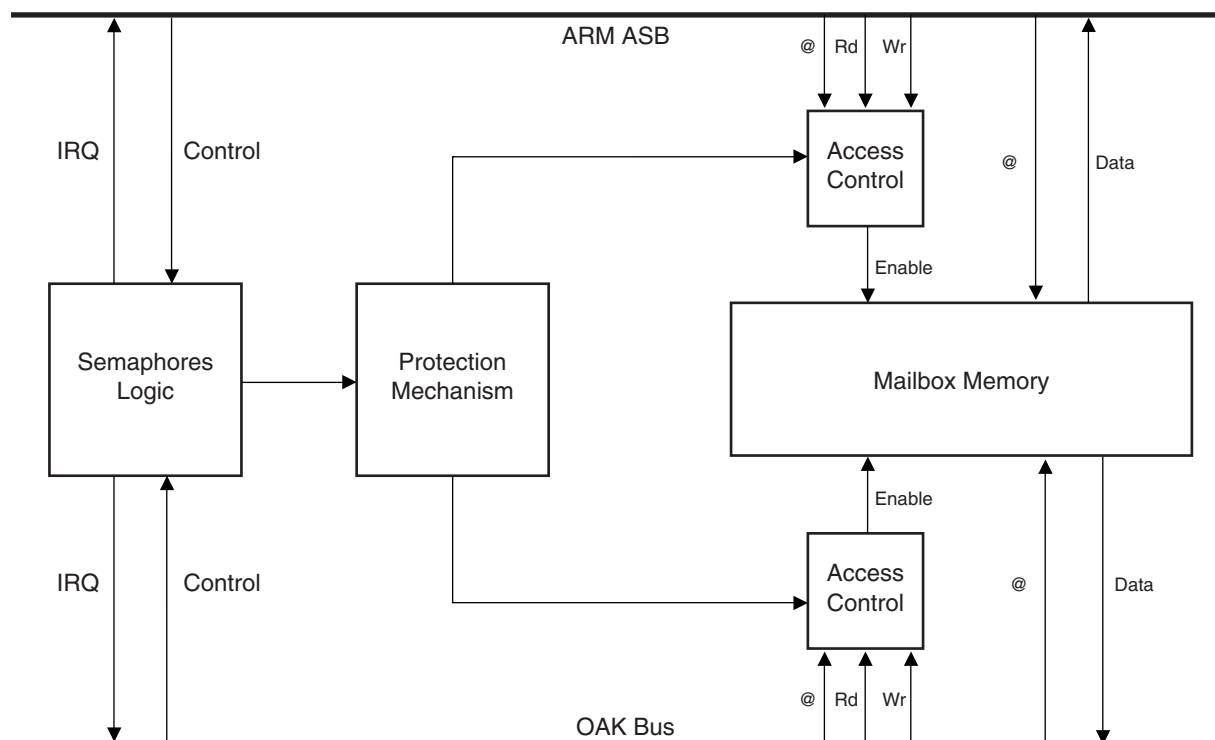 ARM ASB
@ Rd Wr
IRQ
Control
Access
Control
@
Data
Enable
Semaphores
Logic
Protection
Mechanism
Mailbox Memory
Enable
IRQ
Control
Access
Control
@
Data
@ Rd Wr
OAK Bus